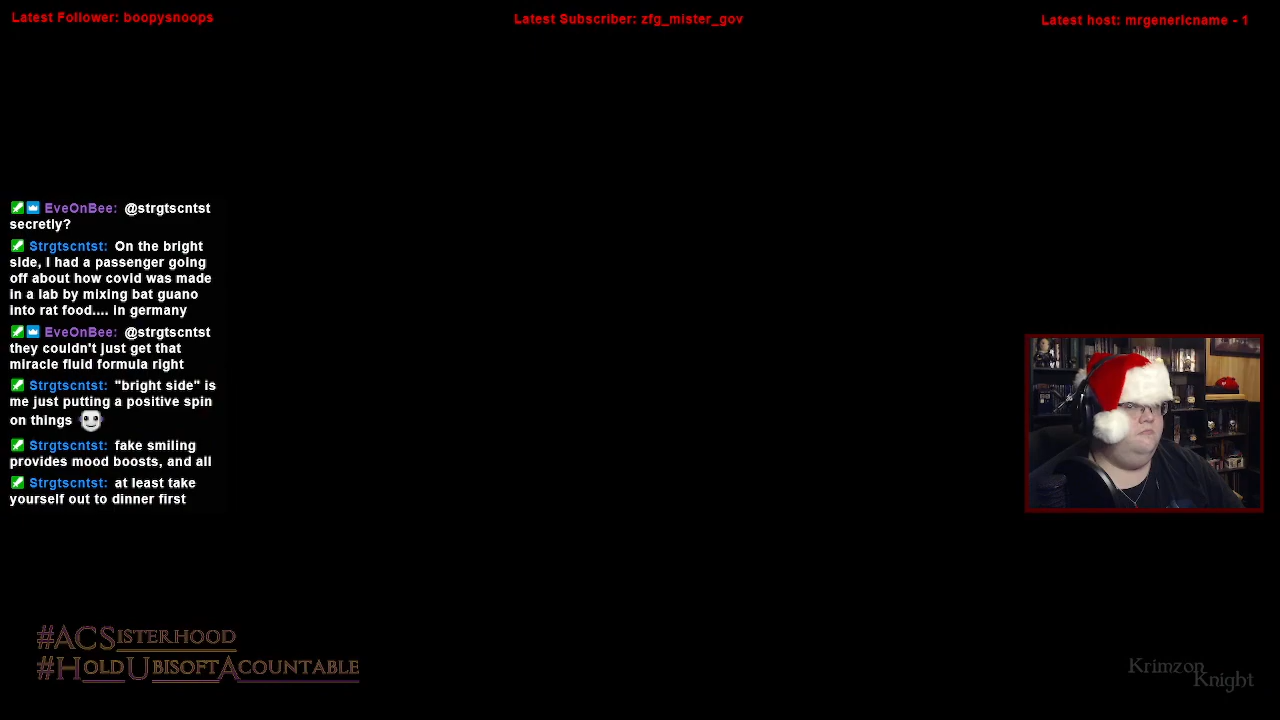 Latest Follower: boopysnoops
Latest Subscriber: zfg_mister_gov
Latest host: mrgenericname - 1
EveOnBee: @strgtscntst
secretly?
Strgtscntst: On the bright
side, I had a passenger going
off about how covid was made
in a lab by mixing bat guano
into rat food.... in germany
EveOnBee: @strgtscntst
they couldn't just get that
miracle fluid formula right
Strgtscntst: "bright side" is
me just putting a positive spin
on things
Strgtscntst: fake smiling
provides mood boosts, and all
Strgtscntst: at least take
yourself out to dinner first
#ACSisterhood
#HoldUbisoftAcountable
Krimzon
Knight